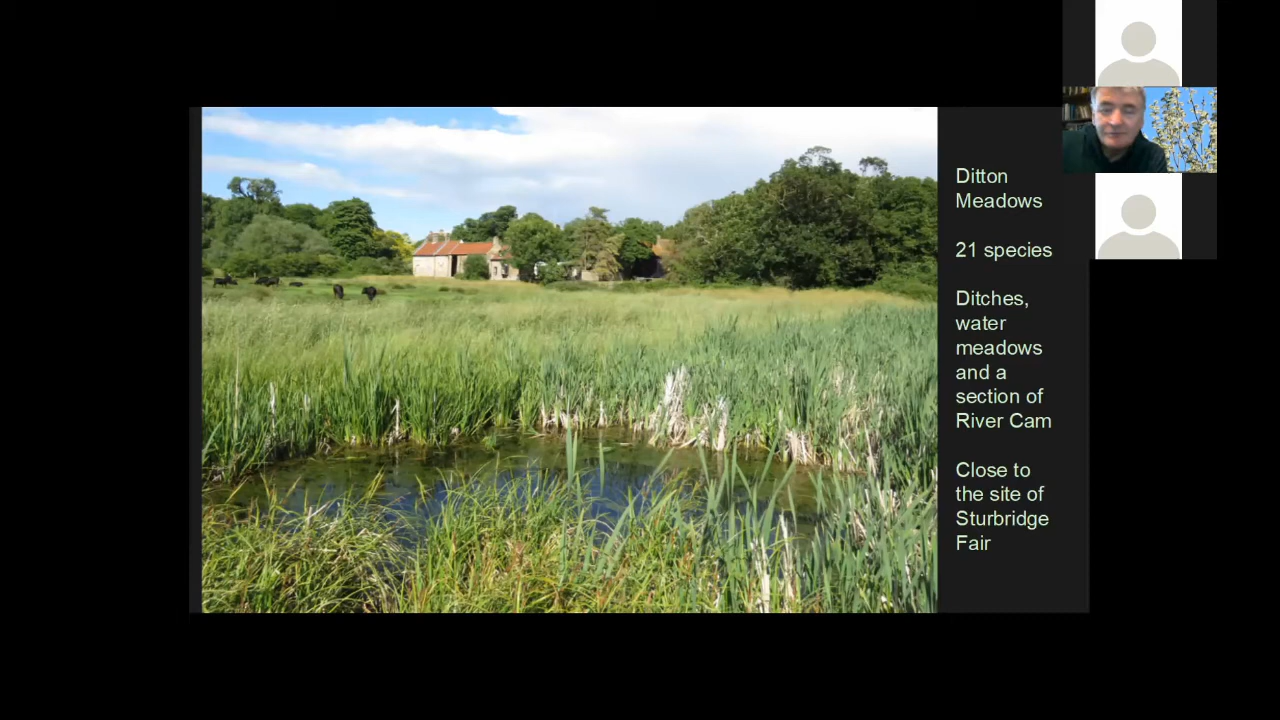 Ditton
Meadows
21 species
Ditches,
water
meadows
and a
section of
River Cam
Close to
the site of
Sturbridge
Fair